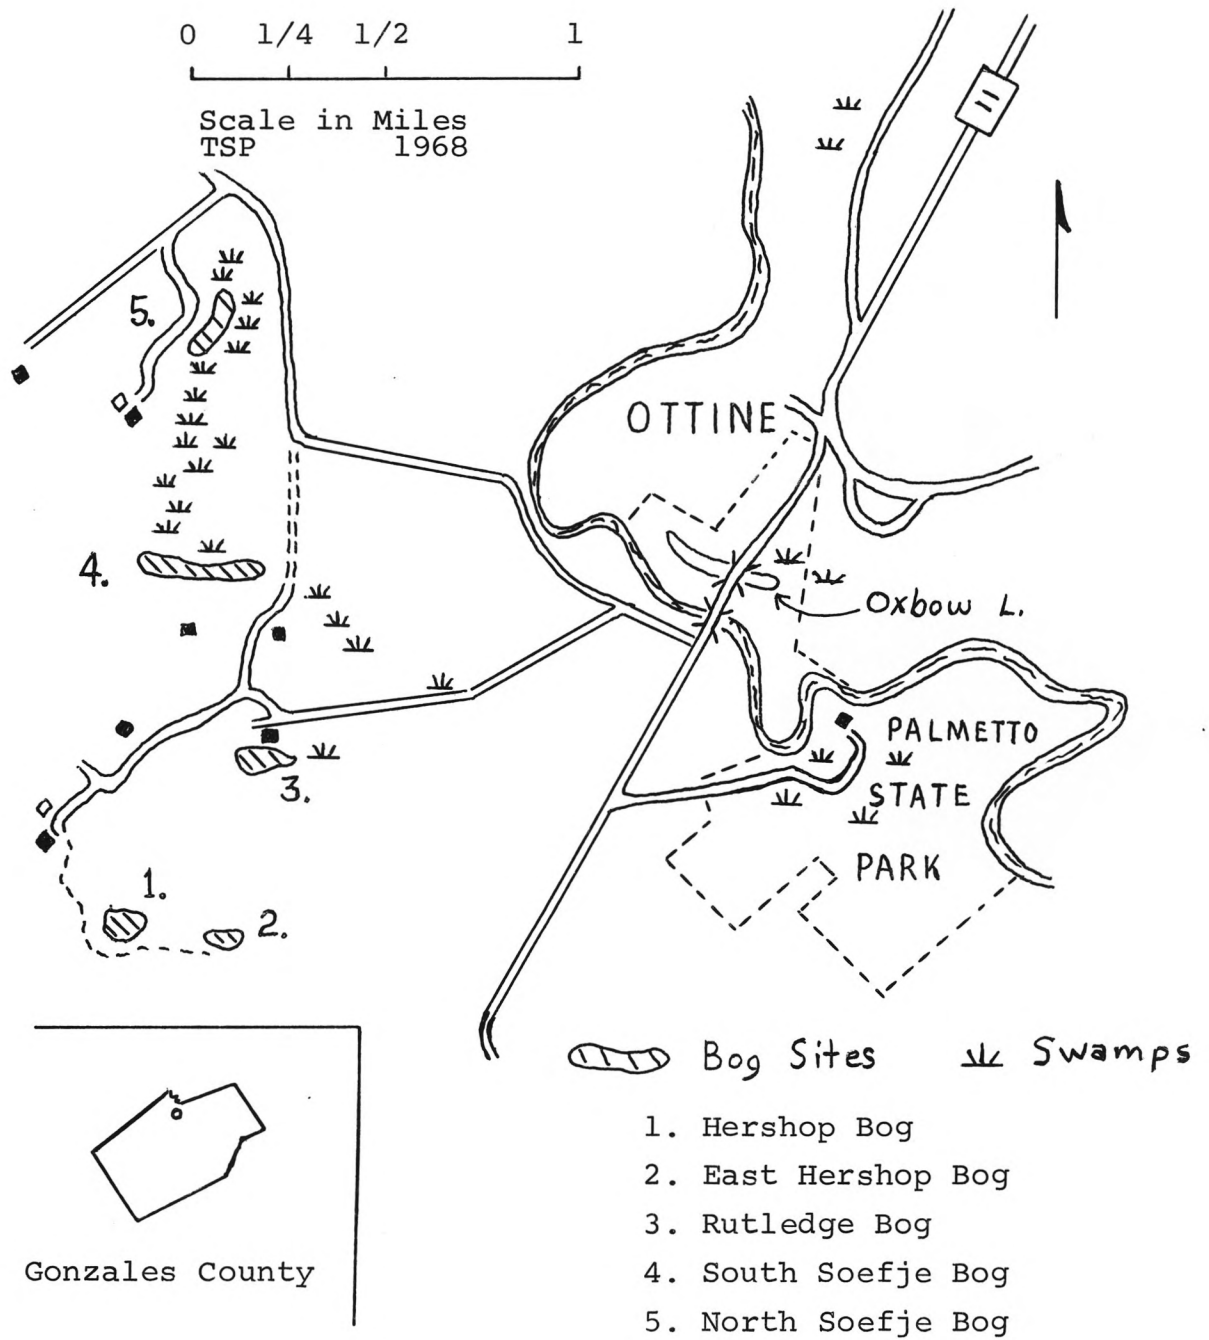 0 1/4 1/2 1
Scale in Miles
TSP 1968
11
5.
OTTINE
4.
Oxbow L.
PALMETTO
STATE
3.
PARK
1.
2.
Bog Sites Swamps
1. Hershop Bog
2. East Hershop Bog
3. Rutledge Bog
4. South Soefje Bog
5. North Soefje Bog
Gonzales County